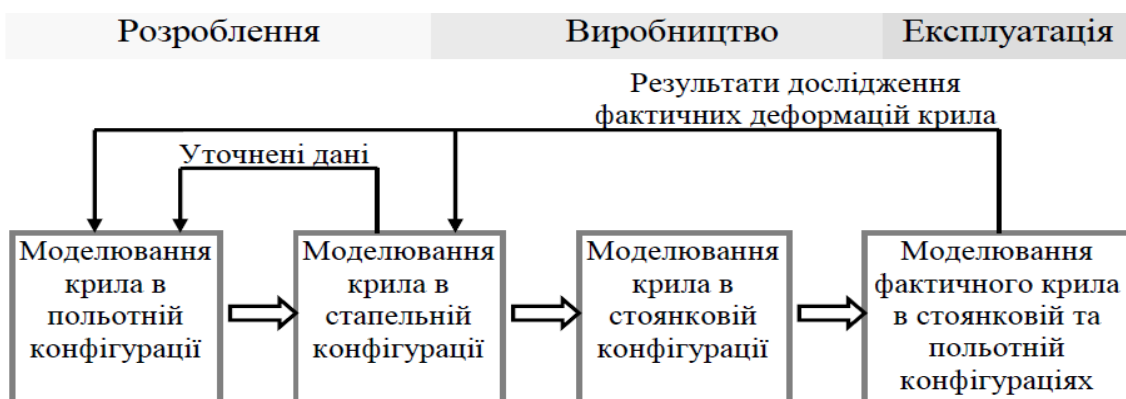 Розроблення
Виробництво
Експлуатація
Результати дослідження
фактичних деформацій крила
Уточнені дані
Моделювання
крила в
польотній
конфігурації
Моделювання
крила в
стапельній
конфігурації
Моделювання
крила в
стоянковій
конфігурації
Моделювання
фактичного крила
в стоянковій та
польотній
конфігураціях